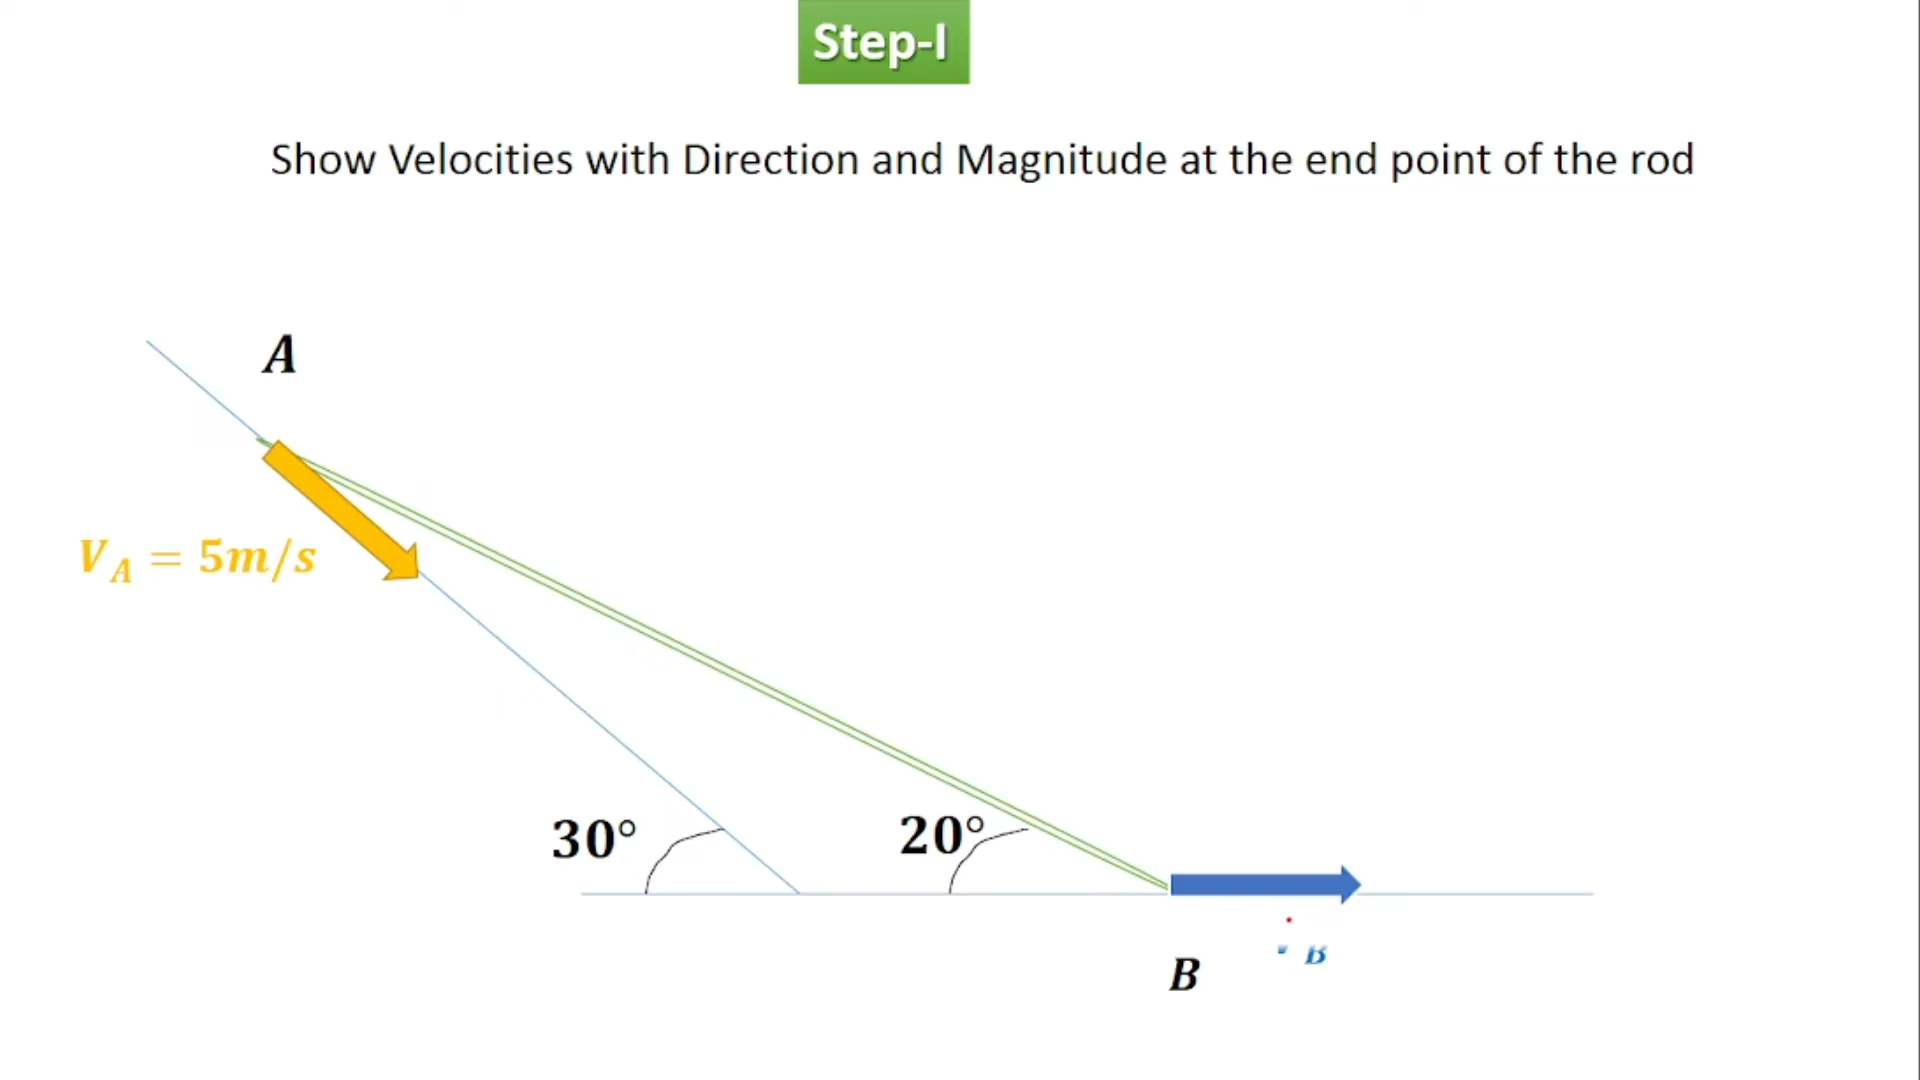 Step-I
Show Velocities with Direction and Magnitude at the end point of the rod
A
V_A = 5m/s
30°
20°
B
B